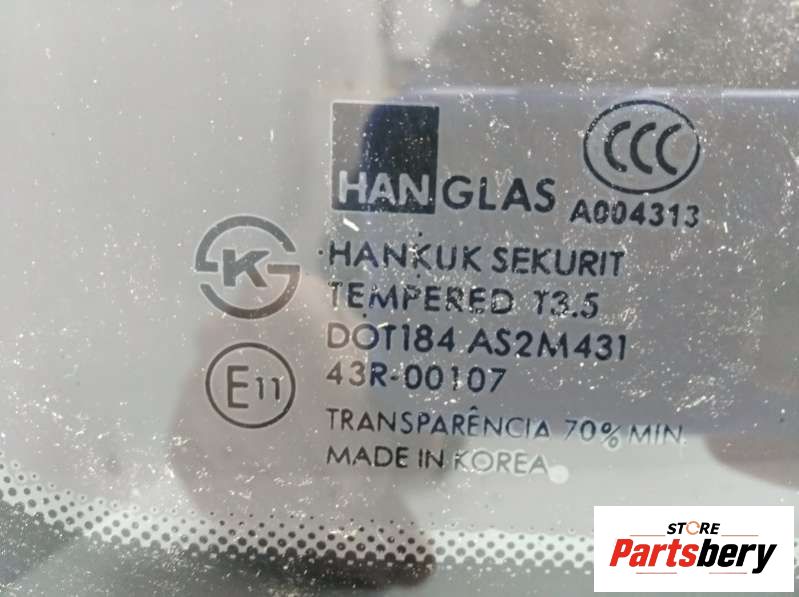 CCC
HANGLAS A004313
K
HANKUK SEKURIT
TEMPERED T3.5
DOT184 AS2M431
E11 43R-00107
TRANSPARÊNCIA 70% MIN.
MADE IN KOREA
STORE
Partsbery